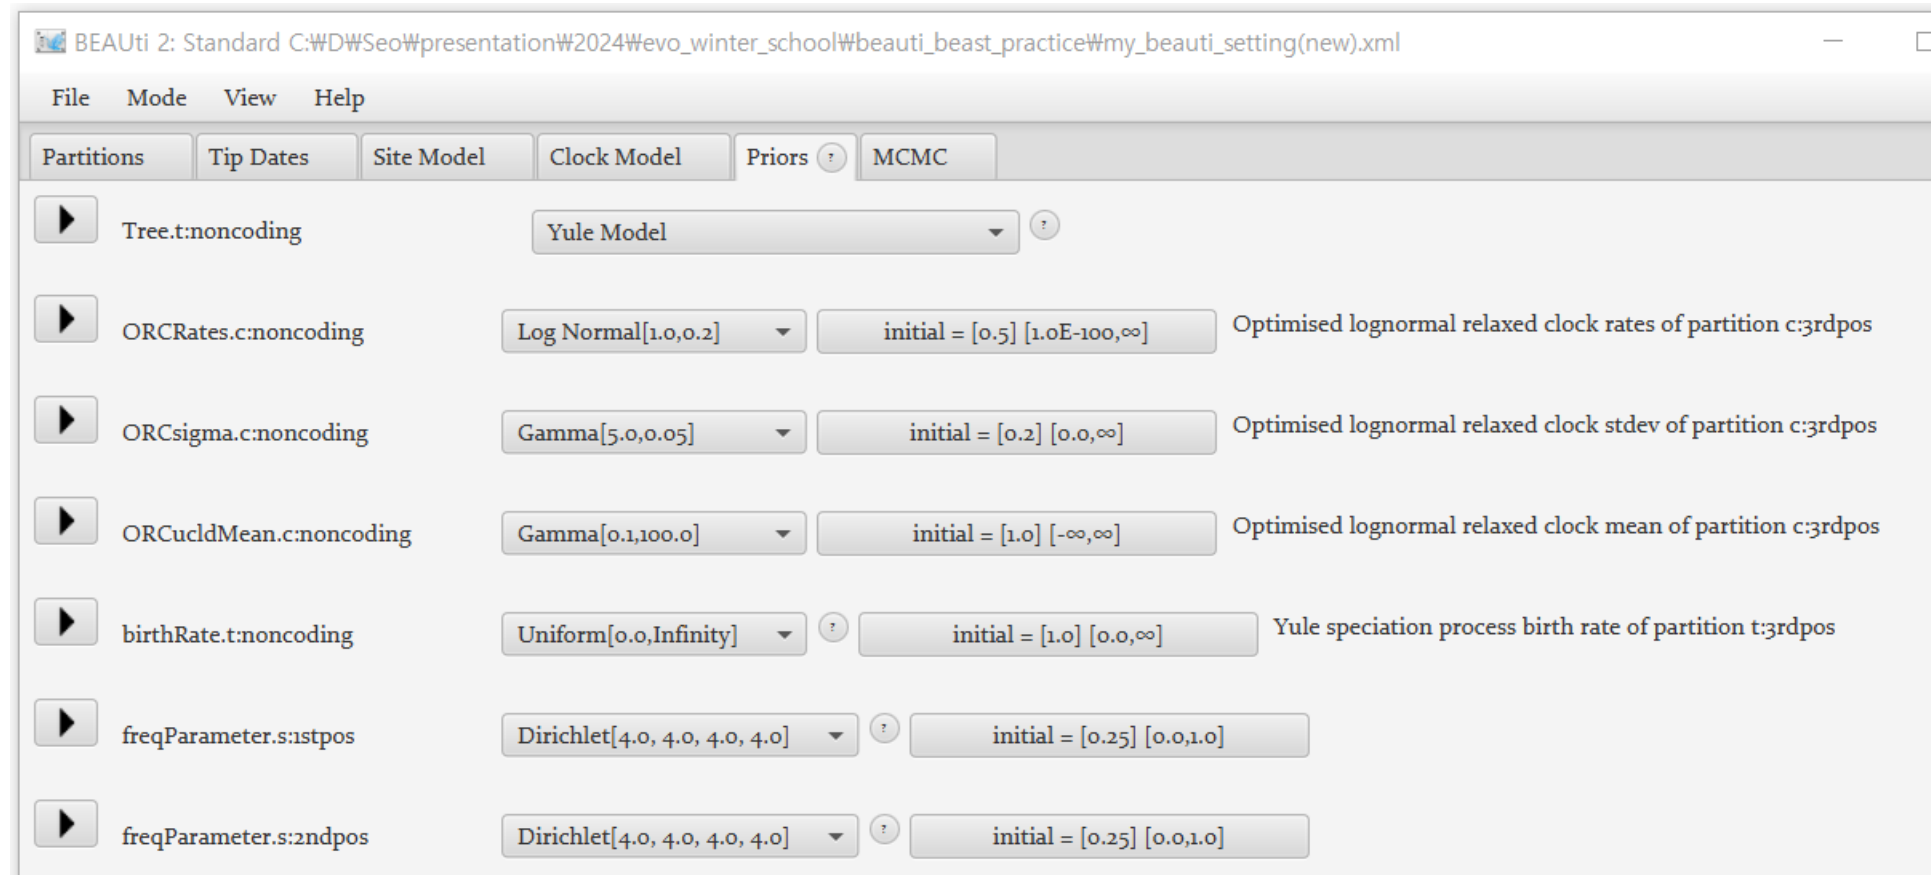 BEAUti 2: Standard C:₩D₩Seo₩presentation₩2024₩evo_winter_school₩beauti_beast_practice₩my_beauti_setting(new).xml
File Mode View Help
Partitions Tip Dates Site Model Clock Model Priors ? MCMC
Tree.t:noncoding Yule Model ?
ORCRates.c:noncoding Log Normal[1.0,0.2] initial = [0.5] [1.0E-100,∞] Optimised lognormal relaxed clock rates of partition c:3rdpos
ORCsigma.c:noncoding Gamma[5.0,0.05] initial = [0.2] [0.0,∞] Optimised lognormal relaxed clock stdev of partition c:3rdpos
ORCucldMean.c:noncoding Gamma[0.1,100.0] initial = [1.0] [-∞,∞] Optimised lognormal relaxed clock mean of partition c:3rdpos
birthRate.t:noncoding Uniform[0.0,Infinity] ? initial = [1.0] [0.0,∞] Yule speciation process birth rate of partition t:3rdpos
freqParameter.s:1stpos Dirichlet[4.0, 4.0, 4.0, 4.0] ? initial = [0.25] [0.0,1.0]
freqParameter.s:2ndpos Dirichlet[4.0, 4.0, 4.0, 4.0] ? initial = [0.25] [0.0,1.0]